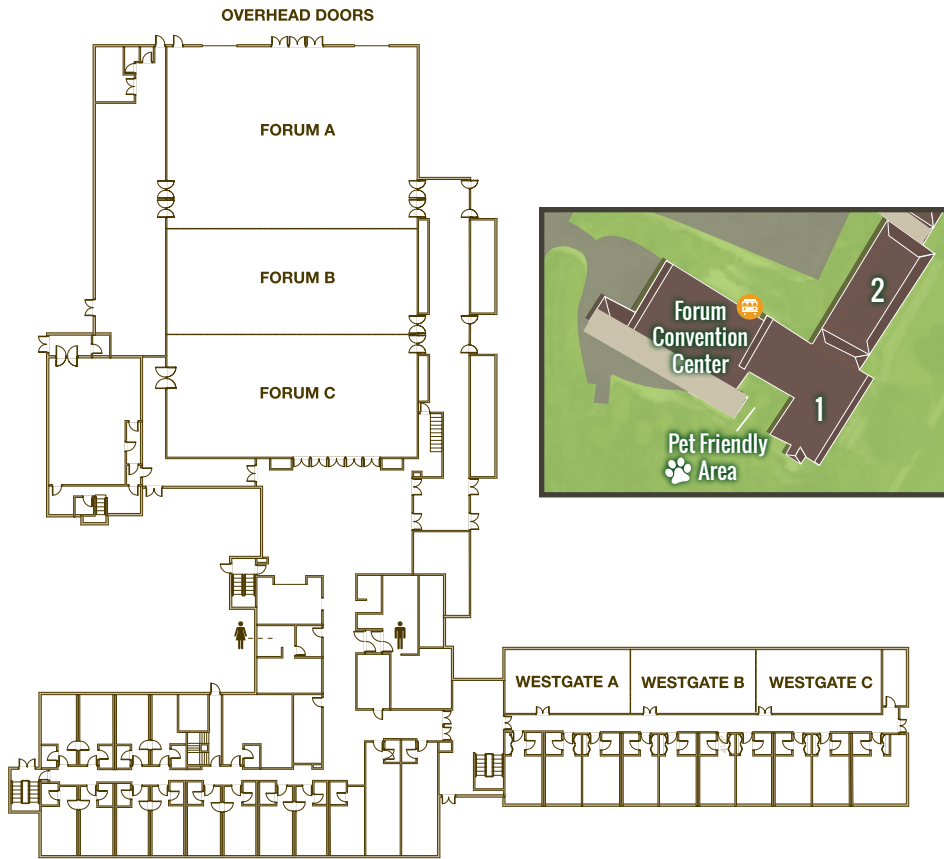 OVERHEAD DOORS
FORUM A
FORUM B
FORUM C
Forum
Convention
Center
2
1
Pet Friendly
Area
WESTGATE A
WESTGATE B
WESTGATE C